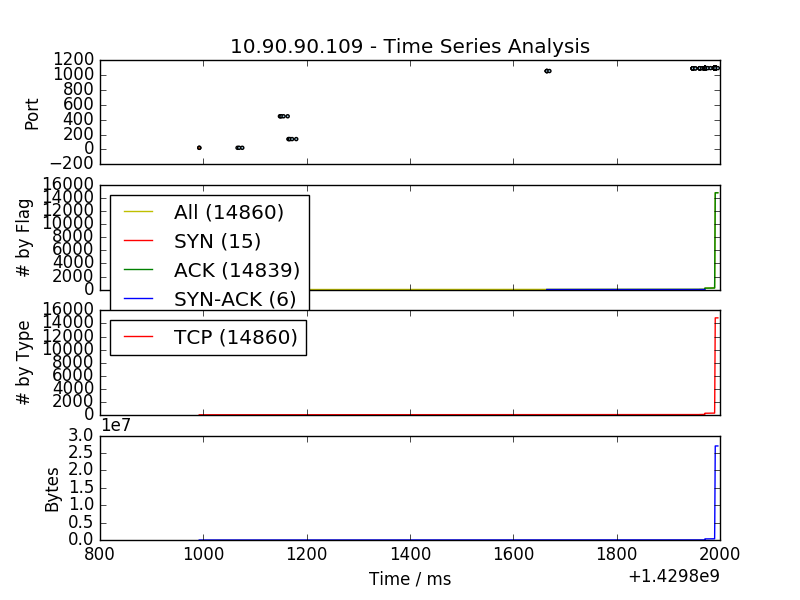 10.90.90.109 - Time Series Analysis
Port
1200
1000
800
600
400
200
0
−200
# by Flag
16000
14000
12000
10000
8000
6000
4000
2000
0
All (14860)
SYN (15)
ACK (14839)
SYN-ACK (6)
# by Type
16000
14000
12000
10000
8000
6000
4000
2000
0
TCP (14860)
1e7
Bytes
3.0
2.5
2.0
1.5
1.0
0.5
0.0
800 1000 1200 1400 1600 1800 2000
Time / ms
+1.4298e9